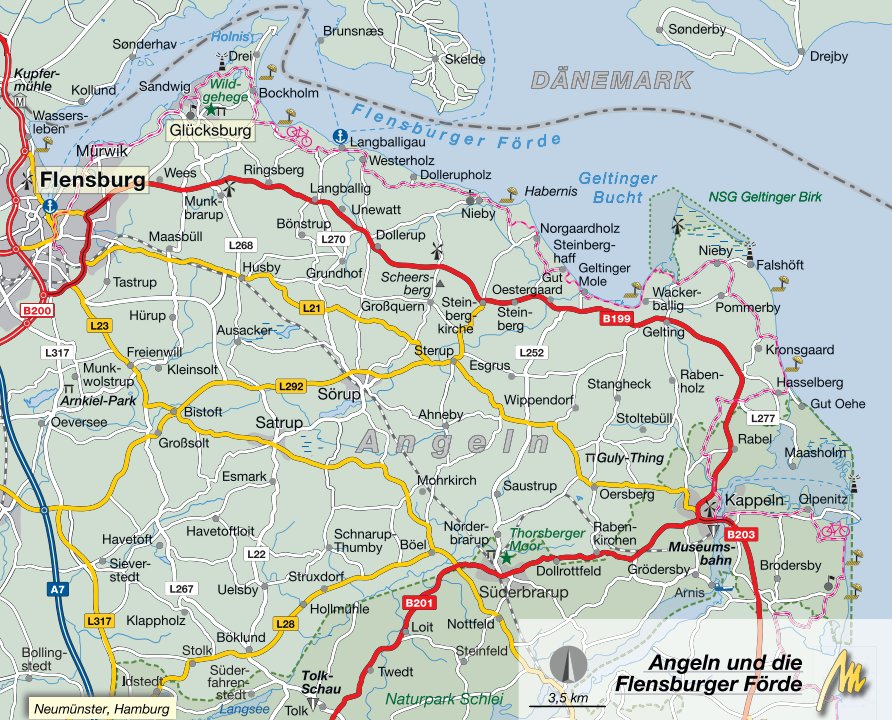 Sønderhav
Holnis
Brunsnæs
Sønderby
Drejby
Skelde
Drei
Kupfer-
mühle
M
Kollund
Sandwig
Wild-
gehege
Bockholm
DÄNEMARK
Wassers-
leben
Glücksburg
Flensburger Förde
Langballigau
Mürwik
Westerholz
Flensburg
Wees
Ringsberg
Dollerupholz
Habernis
Geltinger
Bucht
NSG Geltinger Birk
Munk-
brarup
Langballig
Unewatt
Nieby
Bönstrup
Norgaardholz
Maasbüll
L268
L270
Dollerup
Steinberg-
haff
Nieby
Falshöft
Husby
Grundhof
Scheers-
berg
Geltinger
Mole
Gut
Oestergaard
Wacker-
ballig
Tastrup
Großquern
Stein-
berg-
kirche
Stein-
berg
Pommerby
B200
L21
B199
Hürup
L23
Ausacker
Gelting
L317
Freienwill
Sterup
L252
Kronsgaard
Munk-
wolstrup
Kleinsolt
Esgrus
Raben-
holz
Hasselberg
L292
Stangheck
Arnkiel-Park
Sörup
Wippendorf
Gut Oehe
Bistoft
Oeversee
Satrup
Ahneby
Stoltebüll
L277
Großsolt
Angeln
Rabel
Maasholm
Guly-Thing
Esmark
Mohrkirch
Saustrup
Oersberg
Kappeln
Olpenitz
Havetoftloit
Norder-
brarup
Thorsberger
Moor
Raben-
kirchen
B203
Havetoft
Schnarup-
Thumby
Böel
Museums-
bahn
L22
Siever-
stedt
Dollrottfeld
Grödersby
Brodersby
Struxdorf
A7
L267
Uelsby
Süderbrarup
Arnis
B201
Hollmühle
L317
Klappholz
L28
Loit
Nottfeld
Böklund
Steinfeld
Bolling-
stedt
Stolk
Angeln und die
Flensburger Förde
Süder-
fahren-
stedt
Twedt
Idstedt
Tolk-
Schau
Naturpark Schlei
3,5 km
Neumünster, Hamburg
Langsee
Tolk